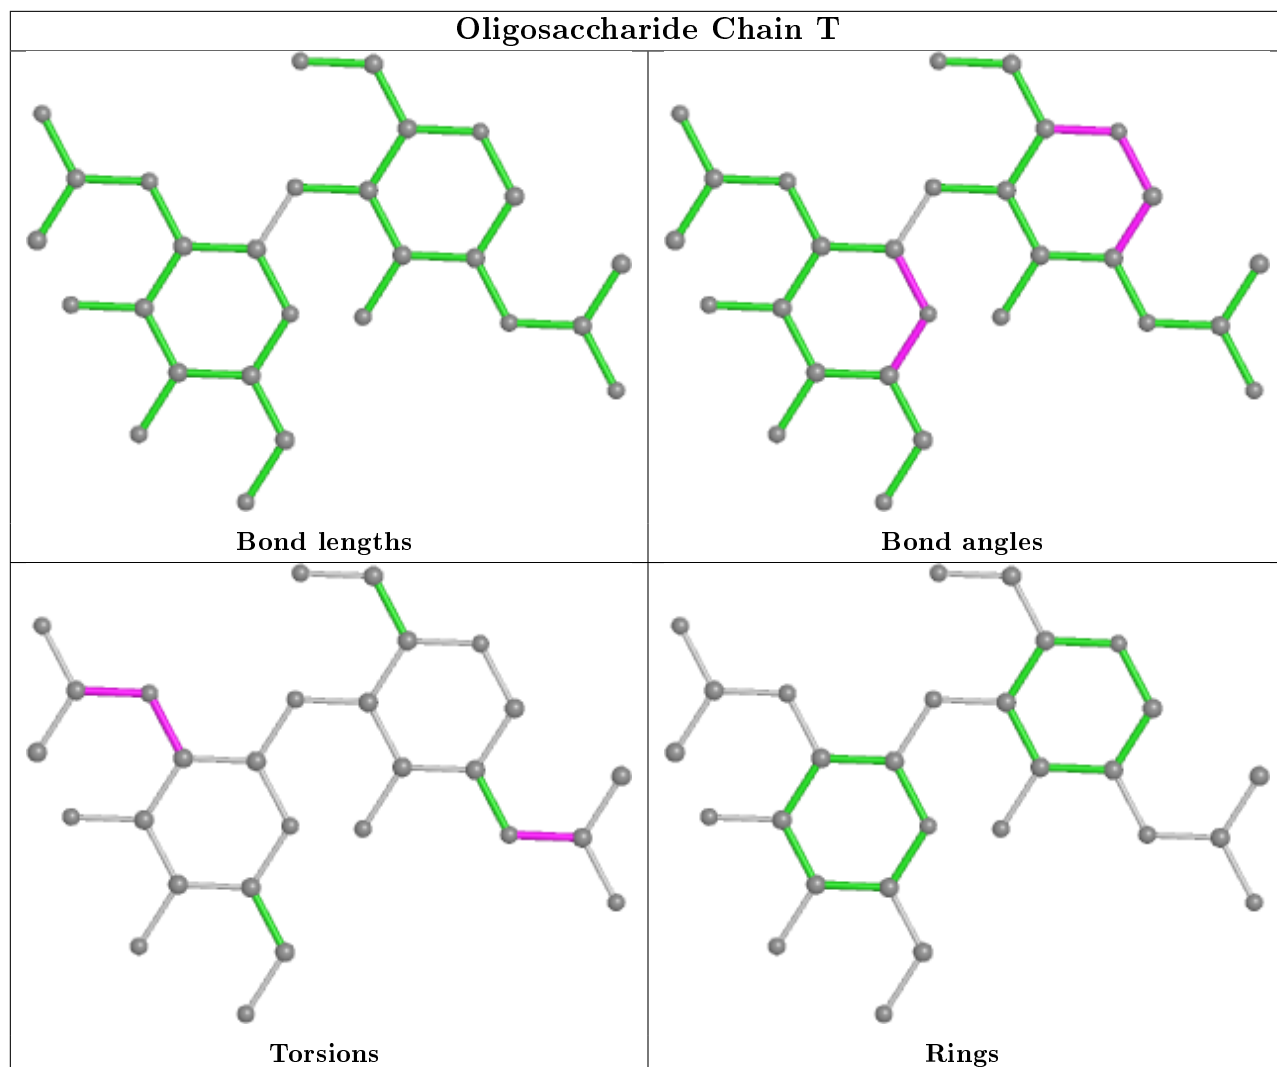 Oligosaccharide Chain T
Bond lengths
Bond angles
Torsions
Rings